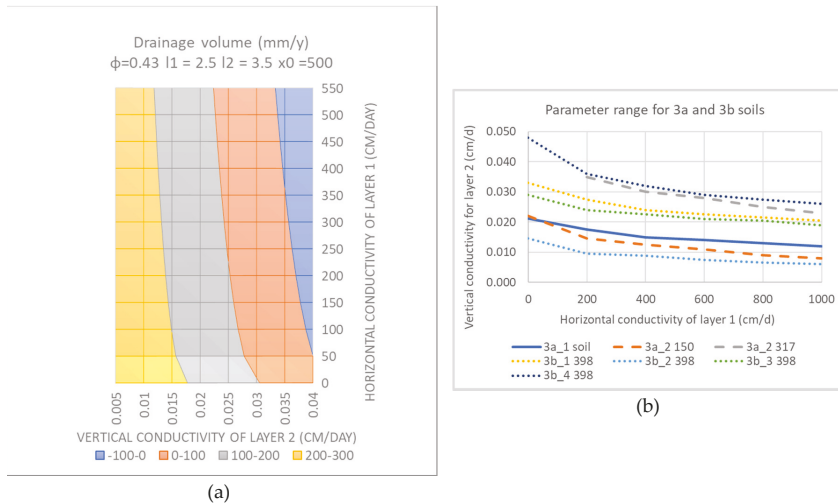 Drainage volume (mm/y)
ϕ=0.43 l1 = 2.5 l2 = 3.5 x0 =500
550
500
450
400
350
300
250
200
150
100
50
0
HORIZONTAL CONDUCTIVITY OF LAYER 1 (CM/DAY)
0.005
0.01
0.015
0.02
0.025
0.03
0.035
0.04
VERTICAL CONDUCTIVITY OF LAYER 2 (CM/DAY)
-100-0 0-100 100-200 200-300
(a)
Parameter range for 3a and 3b soils
Vertical conductivity for layer 2 (cm/d)
0.050
0.040
0.030
0.020
0.010
0.000
0 200 400 600 800 1000
Horizontal conductivity of layer 1 (cm/d)
3a_1 soil 3a_2 150 3a_2 317
3b_1 398 3b_2 398 3b_3 398
3b_4 398
(b)